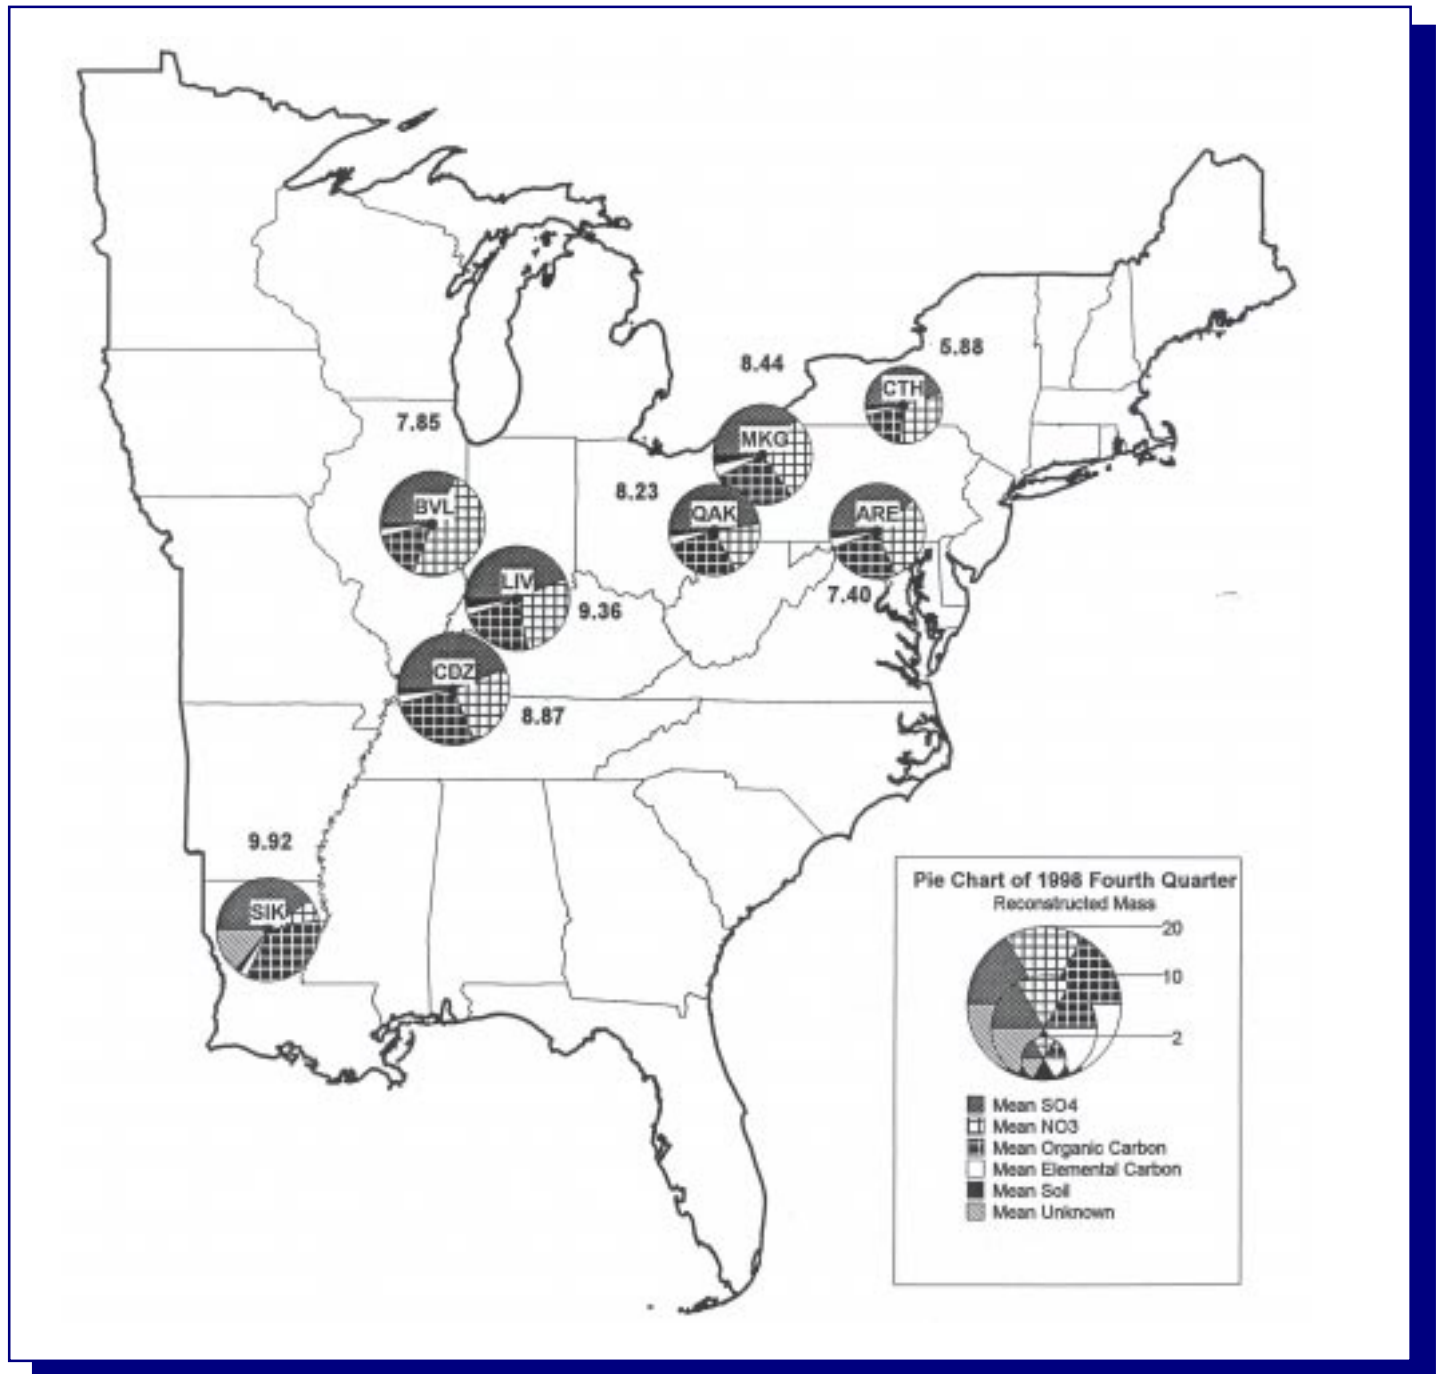 8.44
5.88
CTH
7.85
MKG
8.23
BVL
QAK
ARE
LIV
9.36
7.40
CDZ
8.87
9.92
SIK
Pie Chart of 1998 Fourth Quarter
Reconstructed Mass
20
10
2
Mean SO4
Mean NO3
Mean Organic Carbon
Mean Elemental Carbon
Mean Soil
Mean Unknown